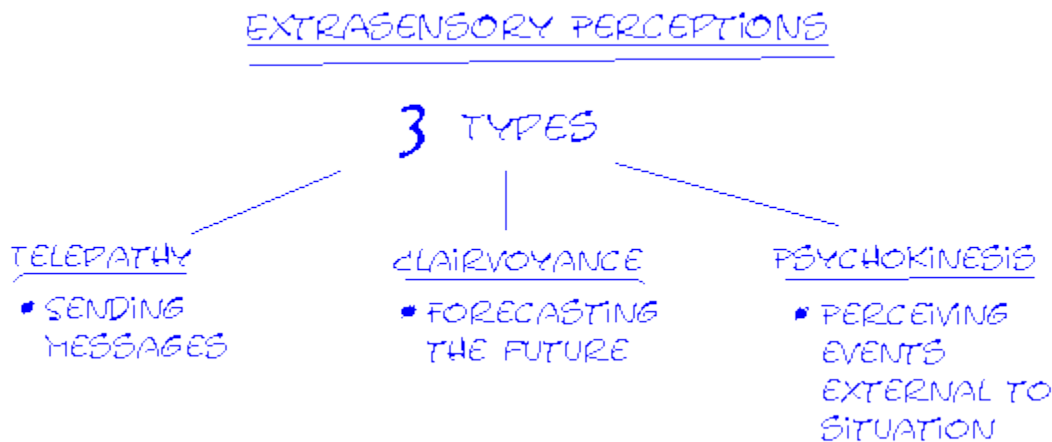 EXTRASENSORY PERCEPTIONS
3 TYPES
TELEPATHY
• SENDING
MESSAGES
CLAIRVOYANCE
• FORECASTING
THE FUTURE
PSYCHOKINESIS
• PERCEIVING
EVENTS
EXTERNAL TO
SITUATION